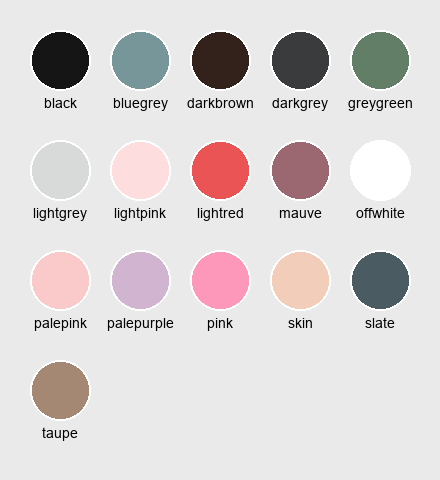 black bluegrey darkbrown darkgrey greygreen
lightgrey lightpink lightred mauve offwhite
palepink palepurple pink skin slate
taupe